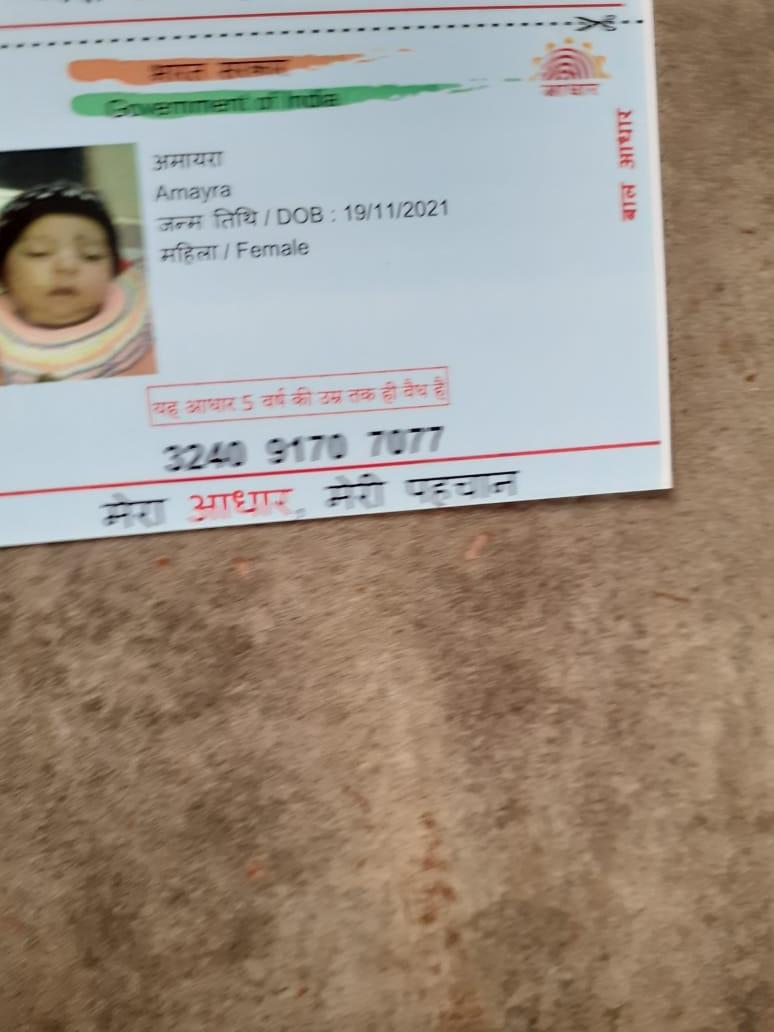 भारत सरकार
Government of India
आधार
बाल आधार
अमायरा
Amayra
जन्म तिथि / DOB : 19/11/2021
महिला / Female
यह आधार 5 वर्ष की उम्र तक ही वैध है
3240 9170 7077
मेरा आधार, मेरी पहचान